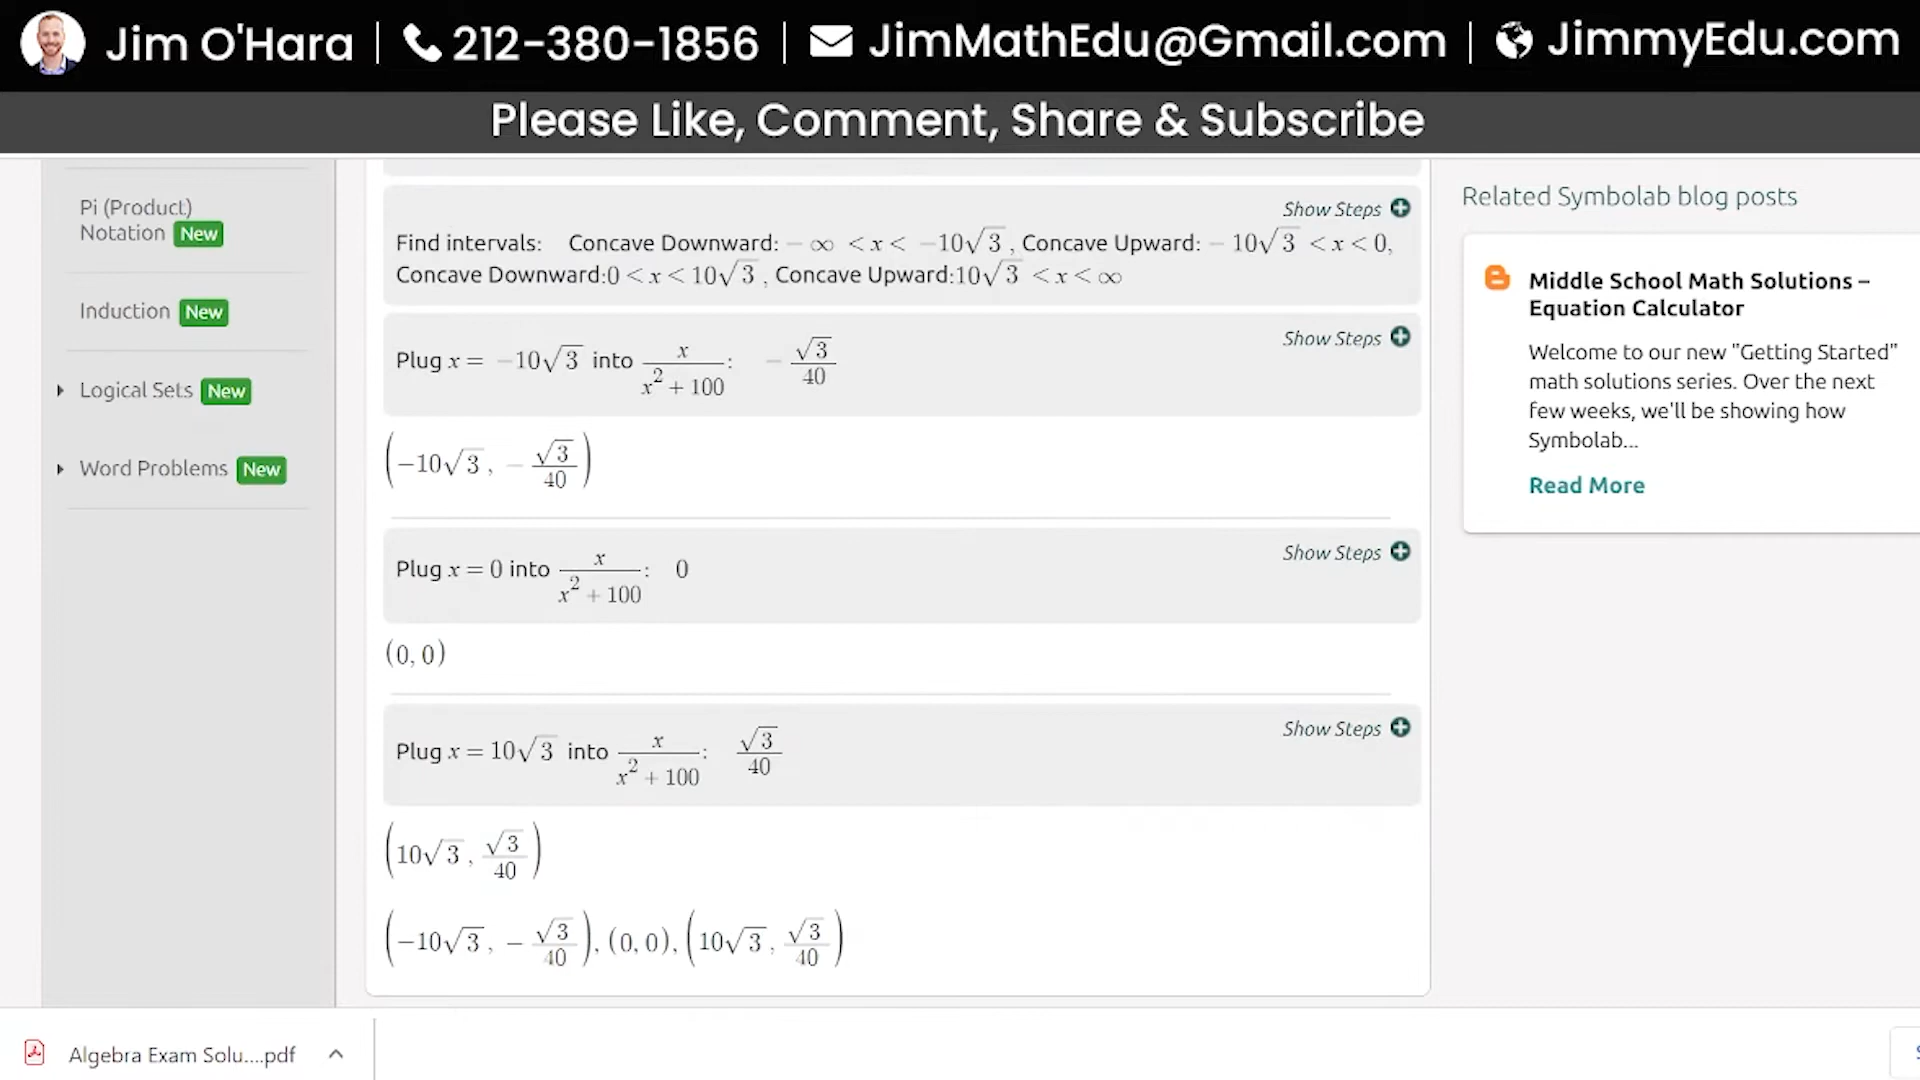 Jim O'Hara | 212-380-1856 | JimMathEdu@Gmail.com | JimmyEdu.com
Please Like, Comment, Share & Subscribe
Pi (Product)
Notation New
Induction New
Logical Sets New
Word Problems New
Show Steps
Find intervals: Concave Downward: −∞ < x < −10√3 , Concave Upward: −10√3 < x < 0,
Concave Downward:0 < x < 10√3 , Concave Upward:10√3 < x < ∞
Show Steps
Plug x = −10√3 into x/(x² + 100): −√3/40
(−10√3, −√3/40)
Show Steps
Plug x = 0 into x/(x² + 100): 0
(0, 0)
Show Steps
Plug x = 10√3 into x/(x² + 100): √3/40
(10√3, √3/40)
(−10√3, −√3/40), (0, 0), (10√3, √3/40)
Related Symbolab blog posts
Middle School Math Solutions –
Equation Calculator
Welcome to our new "Getting Started"
math solutions series. Over the next
few weeks, we'll be showing how
Symbolab...
Read More
Algebra Exam Solu....pdf